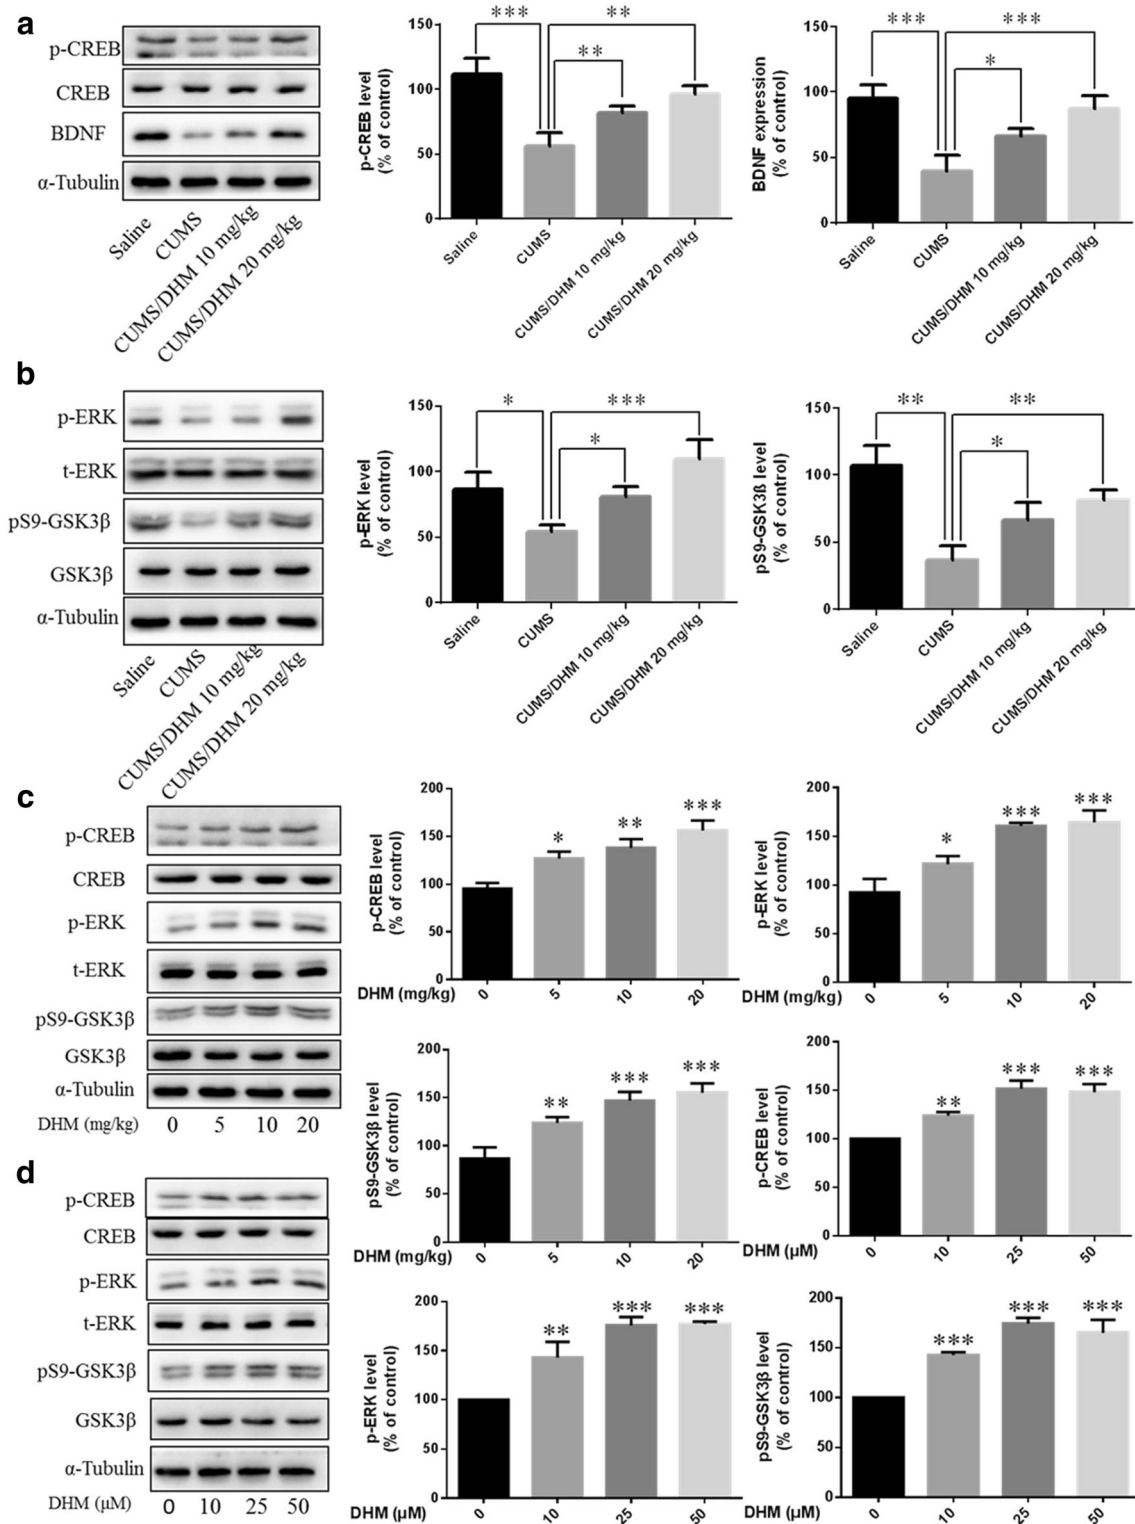 a
p-CREB
CREB
BDNF
α-Tubulin
Saline
CUMS
CUMS/DHM 10 mg/kg
CUMS/DHM 20 mg/kg
p-CREB level
(% of control)
150
100
50
0
***
**
**
Saline
CUMS
CUMS/DHM 10 mg/kg
CUMS/DHM 20 mg/kg
BDNF expression
(% of control)
150
100
50
0
***
***
*
Saline
CUMS
CUMS/DHM 10 mg/kg
CUMS/DHM 20 mg/kg
b
p-ERK
t-ERK
pS9-GSK3β
GSK3β
α-Tubulin
Saline
CUMS
CUMS/DHM 10 mg/kg
CUMS/DHM 20 mg/kg
p-ERK level
(% of control)
150
100
50
0
*
***
*
Saline
CUMS
CUMS/DHM 10 mg/kg
CUMS/DHM 20 mg/kg
pS9-GSK3ß level
(% of control)
150
100
50
0
**
**
*
Saline
CUMS
CUMS/DHM 10 mg/kg
CUMS/DHM 20 mg/kg
c
p-CREB
CREB
p-ERK
t-ERK
pS9-GSK3β
GSK3β
α-Tubulin
DHM (mg/kg) 0 5 10 20
p-CREB level
(% of control)
200
150
100
50
0
* ** ***
DHM (mg/kg) 0 5 10 20
p-ERK level
(% of control)
200
150
100
50
0
* *** ***
DHM (mg/kg) 0 5 10 20
pS9-GSK3β level
(% of control)
200
150
100
50
0
** *** ***
DHM (mg/kg) 0 5 10 20
p-CREB level
(% of control)
200
150
100
50
0
** *** ***
DHM (μM) 0 10 25 50
d
p-CREB
CREB
p-ERK
t-ERK
pS9-GSK3β
GSK3β
α-Tubulin
DHM (μM) 0 10 25 50
p-ERK level
(% of control)
200
150
100
50
0
** *** ***
DHM (μM) 0 10 25 50
pS9-GSK3β level
(% of control)
200
150
100
50
0
*** *** ***
DHM (μM) 0 10 25 50